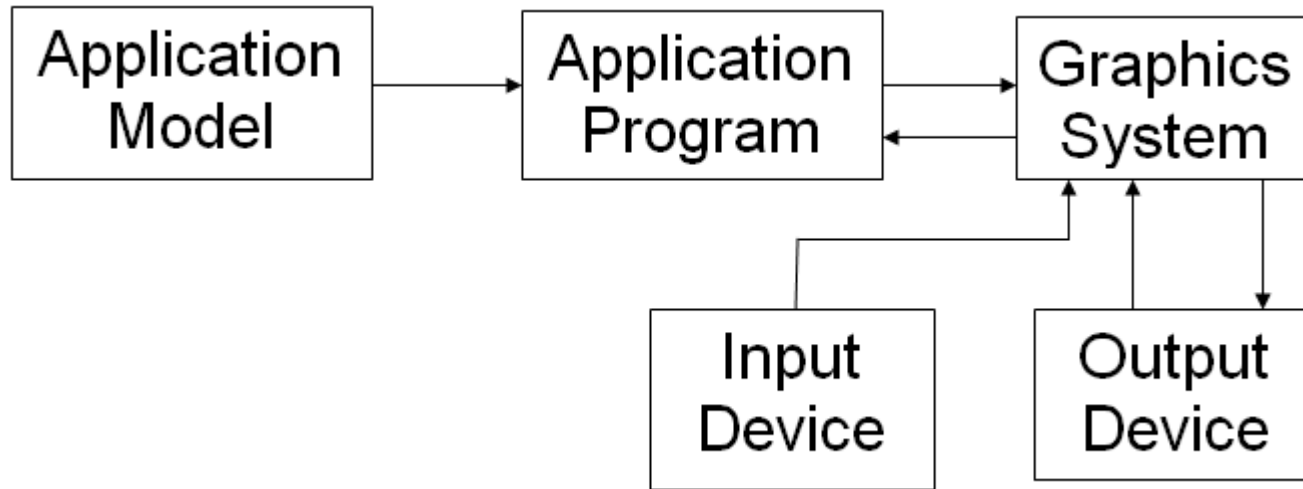 Application
Model
Application
Program
Graphics
System
Input
Device
Output
Device